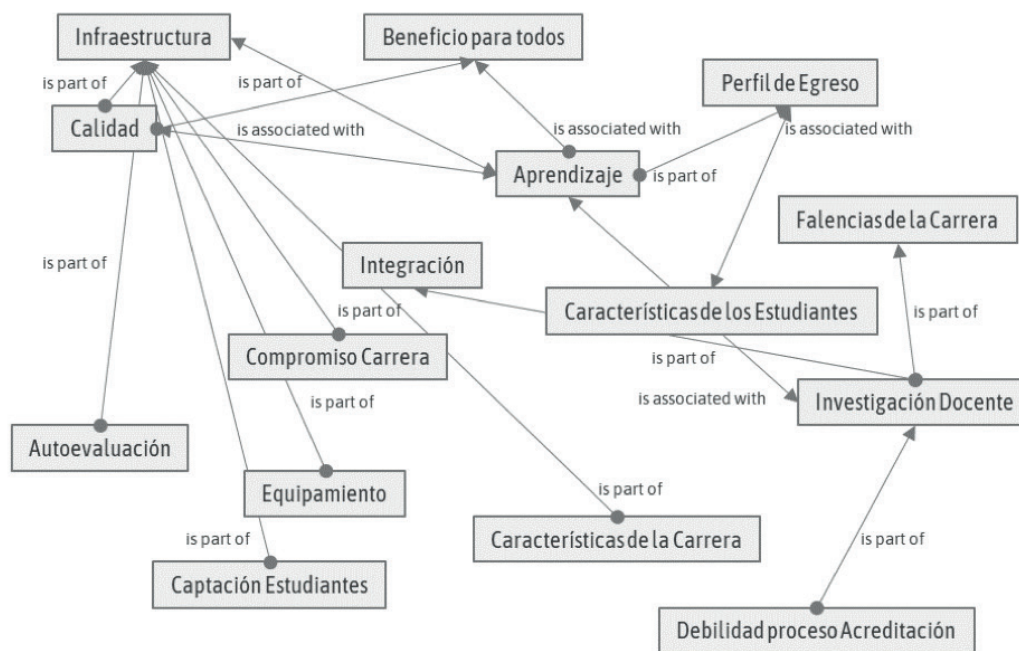 Infraestructura
Beneficio para todos
is part of
is part of
Perfil de Egreso
Calidad
is associated with
is associated with
is associated with
Aprendizaje
is part of
Falencias de la Carrera
is part of
Integración
Características de los Estudiantes
is part of
is part of
Compromiso Carrera
is part of
is part of
is associated with
Investigación Docente
Autoevaluación
Equipamiento
is part of
Características de la Carrera
is part of
is part of
Captación Estudiantes
Debilidad proceso Acreditación